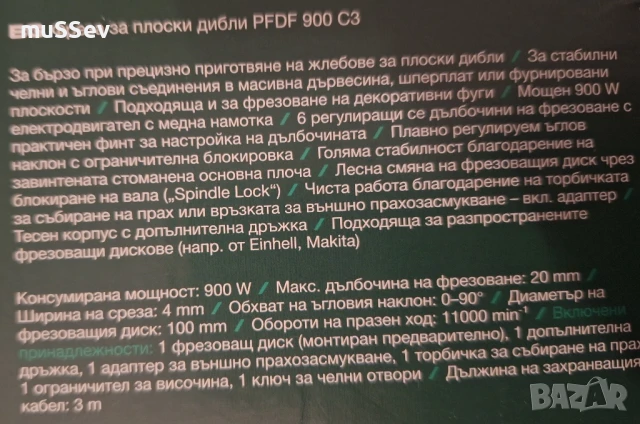 muSSev
за плоски дибли PFDF 900 C3
За бързо при прецизно приготвяне на жлебове за плоски дибли / За стабилни
челни и ъглови съединения в масивна дървесина, шперплат или фурнировани
плоскости / Подходяща и за фрезоване на декоративни фуги / Мощен 900 W
електродвигател с медна намотка / 6 регулиращи се дълбочини на фрезоване с
практичен финт за настройка на дълбочината / Плавно регулируем ъглов
наклон с ограничителна блокировка / Голяма стабилност благодарение на
завинтената стоманена основна плоча / Лесна смяна на фрезоващия диск чрез
блокиране на вала („Spindle Lock“) / Чиста работа благодарение на торбичката
за събиране на прах или връзката за външно прахозасмукване – вкл. адаптер /
Тесен корпус с допълнителна дръжка / Подходяща за разпространените
фрезоващи дискове (напр. от Einhell, Makita)
Консумирана мощност: 900 W / Макс. дълбочина на фрезоване: 20 mm /
Ширина на среза: 4 mm / Обхват на ъгловия наклон: 0–90° / Диаметър на
фрезоващия диск: 100 mm / Обороти на празен ход: 11000 min⁻¹ / Включени
принадлежности: 1 фрезоващ диск (монтиран предварително), 1 допълнителна
дръжка, 1 адаптер за външно прахозасмукване, 1 торбичка за събиране на прах,
1 ограничител за височина, 1 ключ за челни отвори / Дължина на захранващия
кабел: 3 m
BAZAR